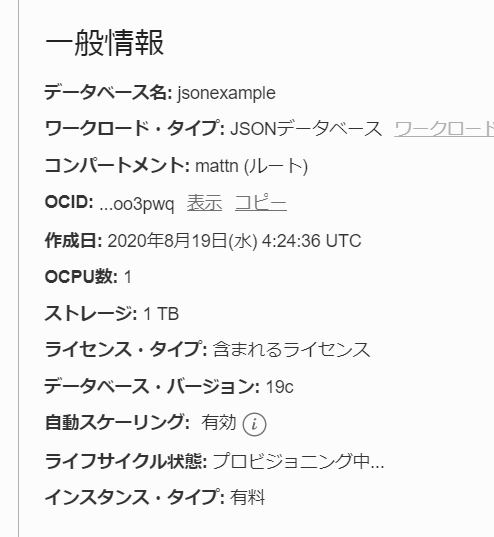 一般情報
データベース名: jsonexample
ワークロード・タイプ: JSONデータベース ワークロード
コンパートメント: mattn (ルート)
OCID: ...oo3pwq 表示 コピー
作成日: 2020年8月19日(水) 4:24:36 UTC
OCPU数: 1
ストレージ: 1 TB
ライセンス・タイプ: 含まれるライセンス
データベース・バージョン: 19c
自動スケーリング: 有効 i
ライフサイクル状態: プロビジョニング中...
インスタンス・タイプ: 有料